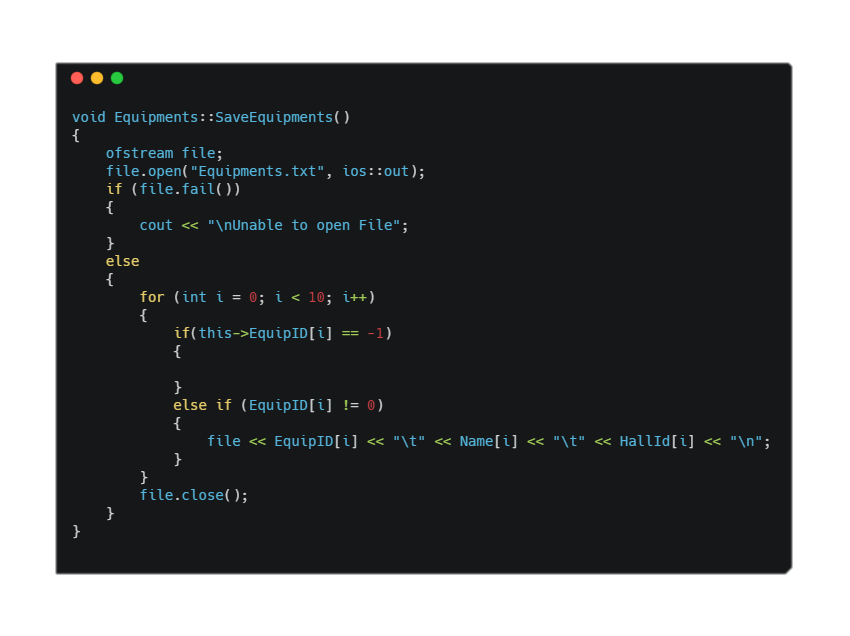 void Equipments::SaveEquipments()
{
    ofstream file;
    file.open("Equipments.txt", ios::out);
    if (file.fail())
    {
        cout << "\nUnable to open File";
    }
    else
    {
        for (int i = 0; i < 10; i++)
        {
            if(this->EquipID[i] == -1)
            {

            }
            else if (EquipID[i] != 0)
            {
                file << EquipID[i] << "\t" << Name[i] << "\t" << HallId[i] << "\n";
            }
        }
        file.close();
    }
}